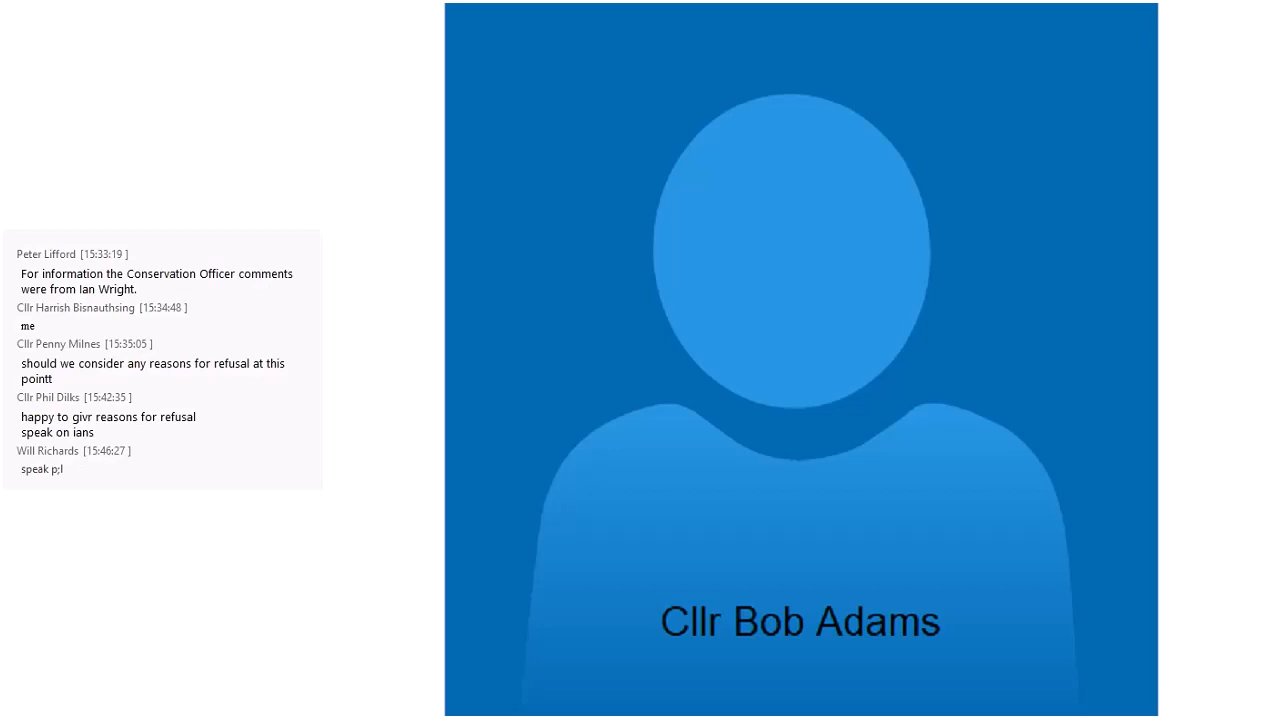 Peter Lifford [15:33:19 ]
For information the Conservation Officer comments
were from Ian Wright.
Cllr Harrish Bisnauthsing [15:34:48 ]
me
Cllr Penny Milnes [15:35:05 ]
should we consider any reasons for refusal at this
pointt
Cllr Phil Dilks [15:42:35 ]
happy to givr reasons for refusal
speak on ians
Will Richards [15:46:27 ]
speak p;l
Cllr Bob Adams